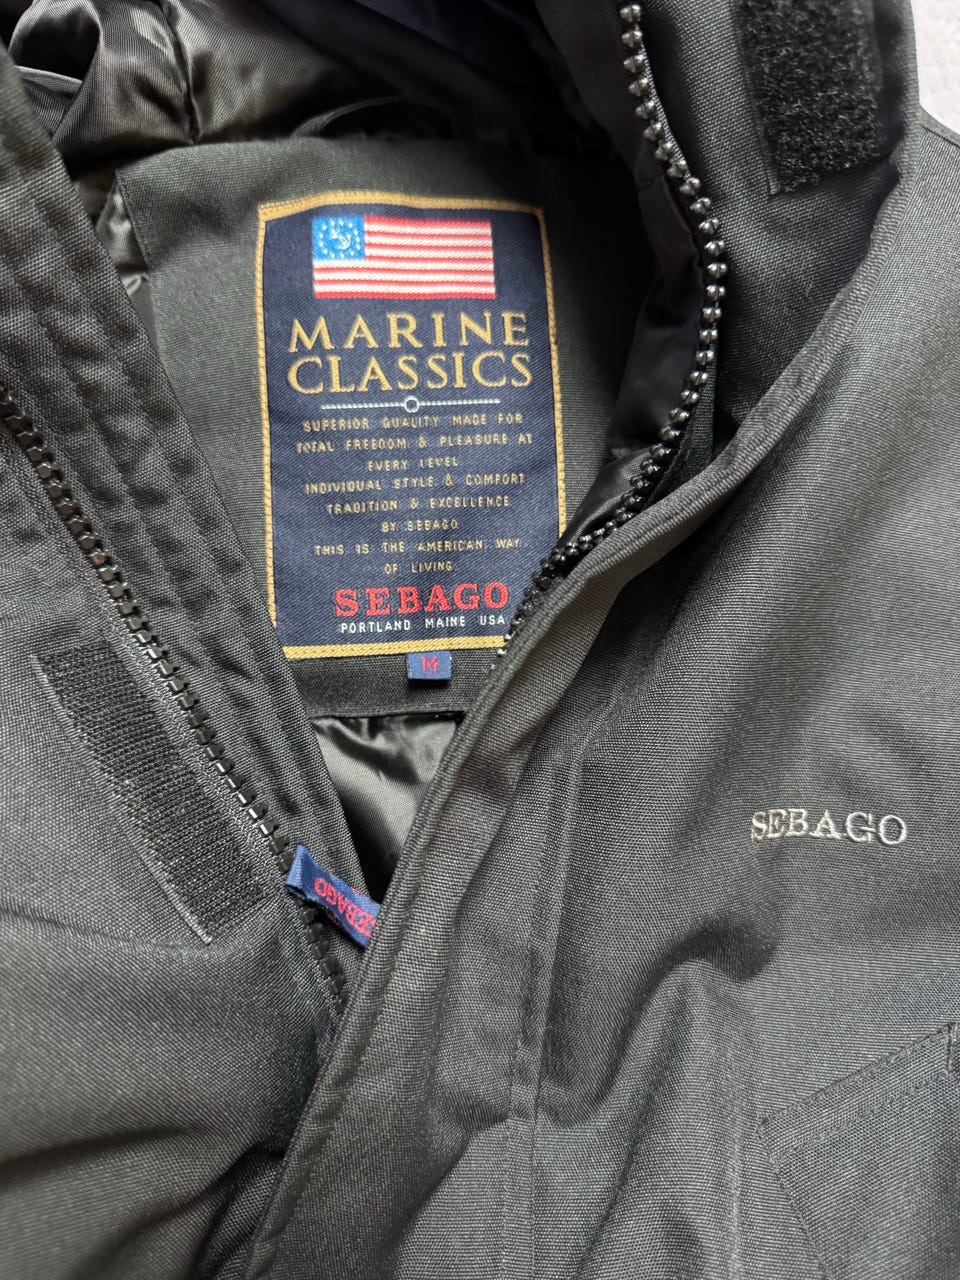 MARINE
CLASSICS
SUPERIOR QUALITY MADE FOR
TOTAL FREEDOM & PLEASURE AT
EVERY LEVEL
INDIVIDUAL STYLE & COMFORT
TRADITION & EXCELLENCE
BY SEBAGO
THIS IS THE AMERICAN WAY
OF LIVING.
SEBAGO
PORTLAND MAINE USA
M
SEBAGO
SEBAGO